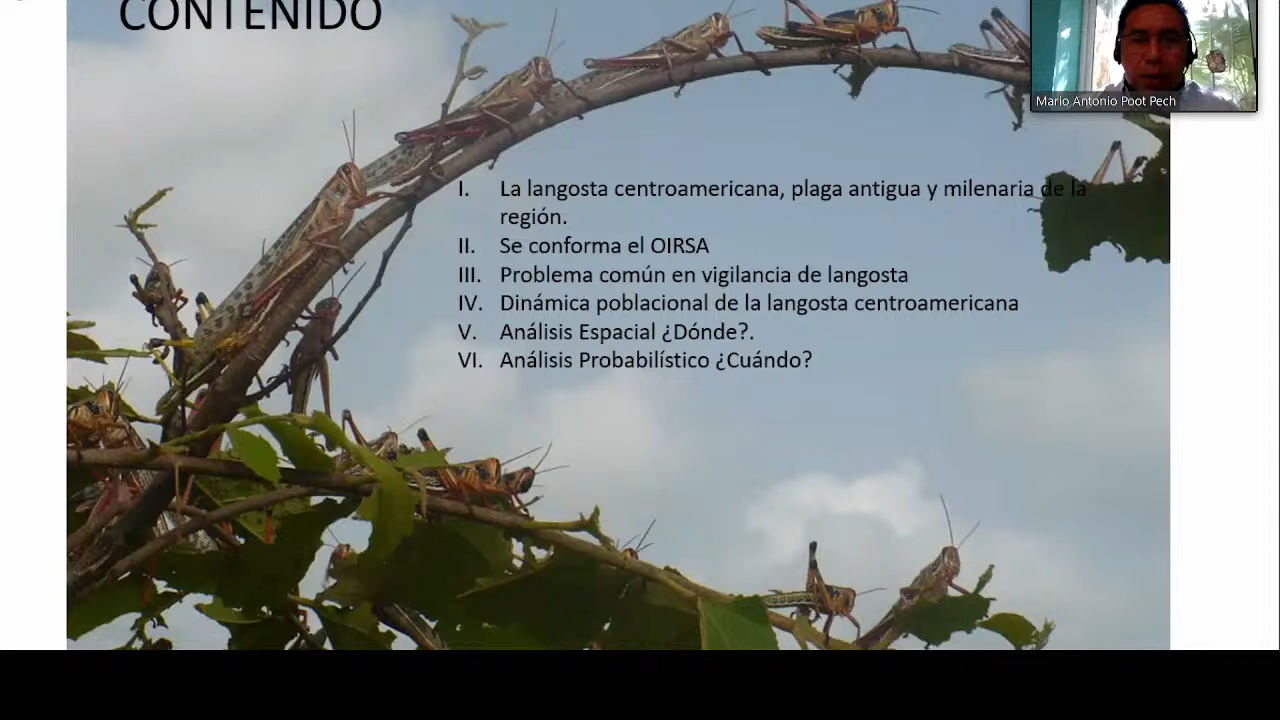 CONTENIDO
Mario Antonio Poot Pech
I. La langosta centroamericana, plaga antigua y milenaria de la
región.
II. Se conforma el OIRSA
III. Problema común en vigilancia de langosta
IV. Dinámica poblacional de la langosta centroamericana
V. Análisis Espacial ¿Dónde?.
VI. Análisis Probabilístico ¿Cuándo?